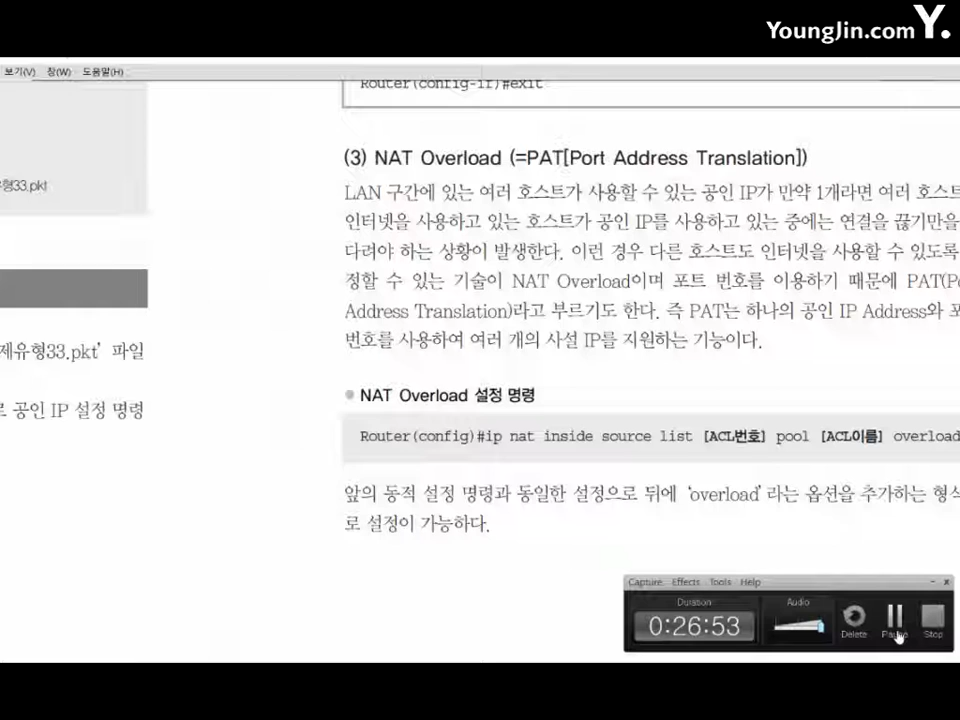 YoungJin.com Y.
보기(V) 창(W) 도움말(H)
Router(config-if)#exit
(3) NAT Overload (=PAT[Port Address Translation])
LAN 구간에 있는 여러 호스트가 사용할 수 있는 공인 IP가 만약 1개라면 여러 호스트
인터넷을 사용하고 있는 호스트가 공인 IP를 사용하고 있는 중에는 연결을 끊기만을
다려야 하는 상황이 발생한다. 이런 경우 다른 호스트도 인터넷을 사용할 수 있도록
정할 수 있는 기술이 NAT Overload이며 포트 번호를 이용하기 때문에 PAT(Po
Address Translation)라고 부르기도 한다. 즉 PAT는 하나의 공인 IP Address와 포
번호를 사용하여 여러 개의 사설 IP를 지원하는 기능이다.
유형33.pkt
제유형33.pkt' 파일
로 공인 IP 설정 명령
NAT Overload 설정 명령
Router(config)#ip nat inside source list [ACL번호] pool [ACL이름] overload
앞의 동적 설정 명령과 동일한 설정으로 뒤에 'overload'라는 옵션을 추가하는 형식
로 설정이 가능하다.
Capture Effects Tools Help
Duration
0:26:53
Audio
Delete
Pause
Stop